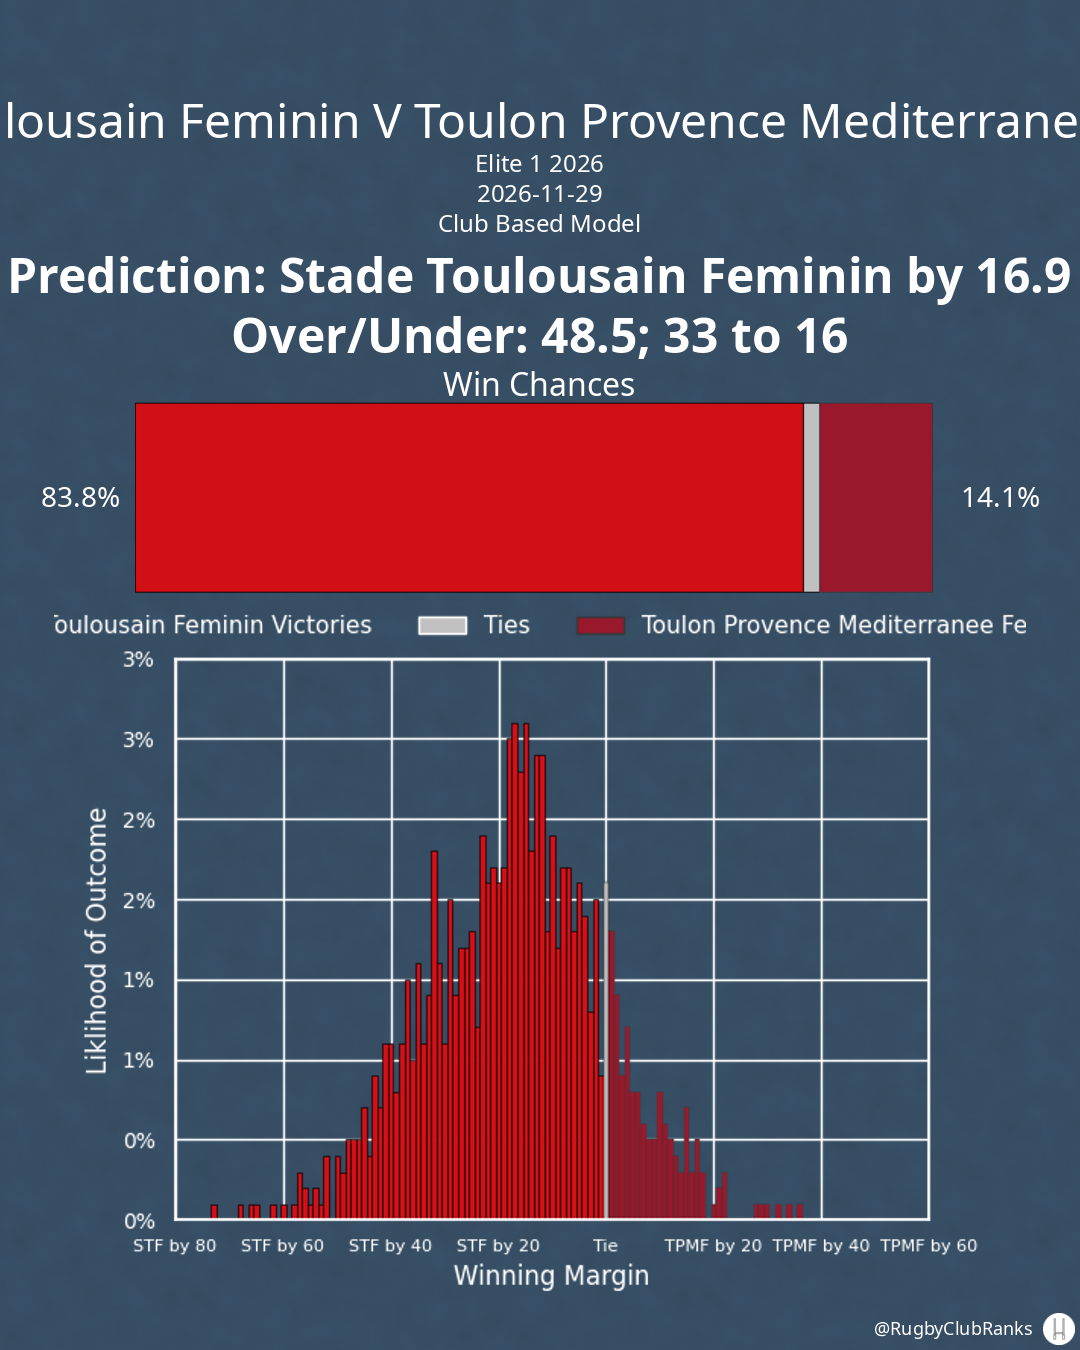 lousain Feminin V Toulon Provence Mediterrane
Elite 1 2026
2026-11-29
Club Based Model
Prediction: Stade Toulousain Feminin by 16.9
Over/Under: 48.5; 33 to 16
Win Chances
83.8%
14.1%
Toulousain Feminin Victories Ties Toulon Provence Mediterranee Fe
3%
3%
2%
2%
1%
1%
0%
0%
Liklihood of Outcome
STF by 80 STF by 60 STF by 40 STF by 20 Tie TPMF by 20 TPMF by 40 TPMF by 60
Winning Margin
@RugbyClubRanks